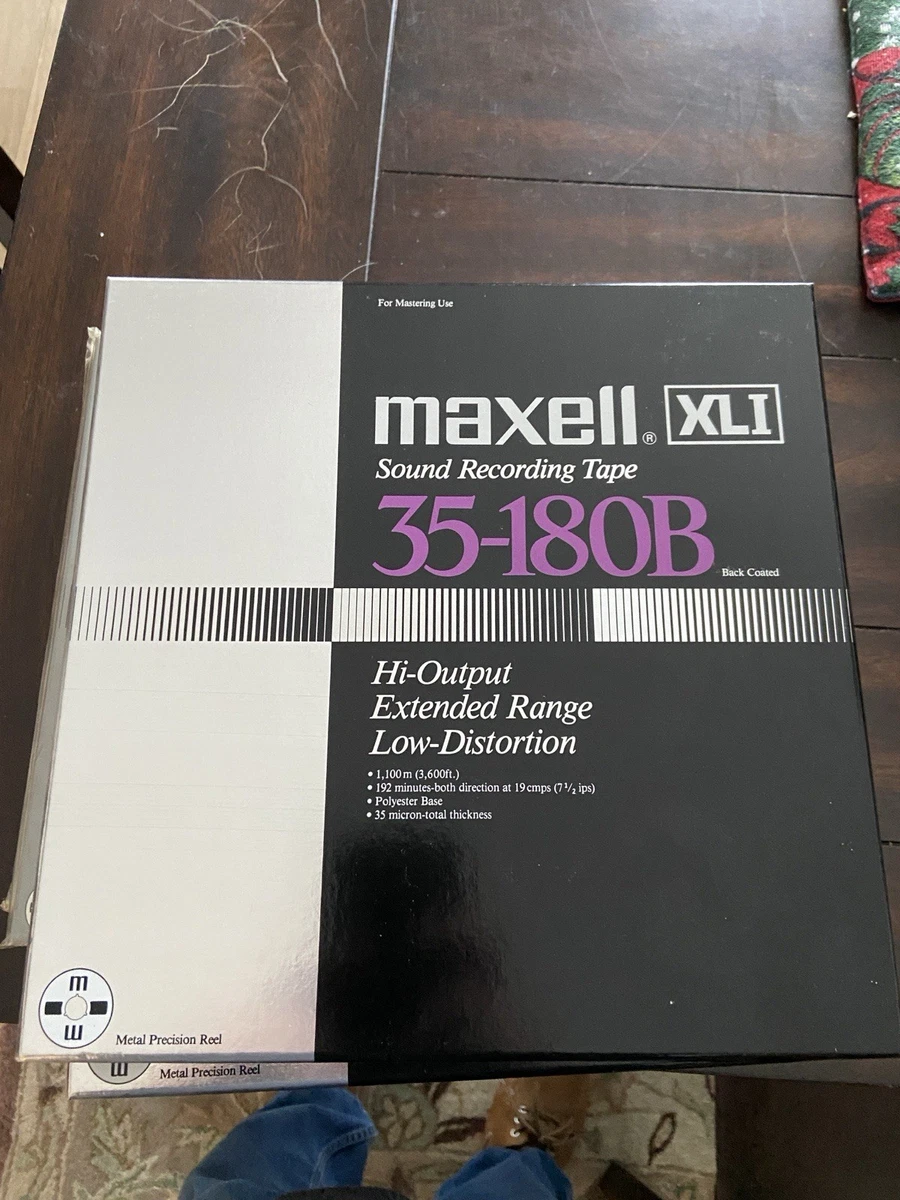 For Mastering Use
maxell® XLI
Sound Recording Tape
35-180B Back Coated
Hi-Output
Extended Range
Low-Distortion
• 1,100m (3,600ft.)
• 192 minutes-both direction at 19cmps (7 1/2 ips)
• Polyester Base
• 35 micron-total thickness
m
m
Metal Precision Reel
m
Metal Precision Reel